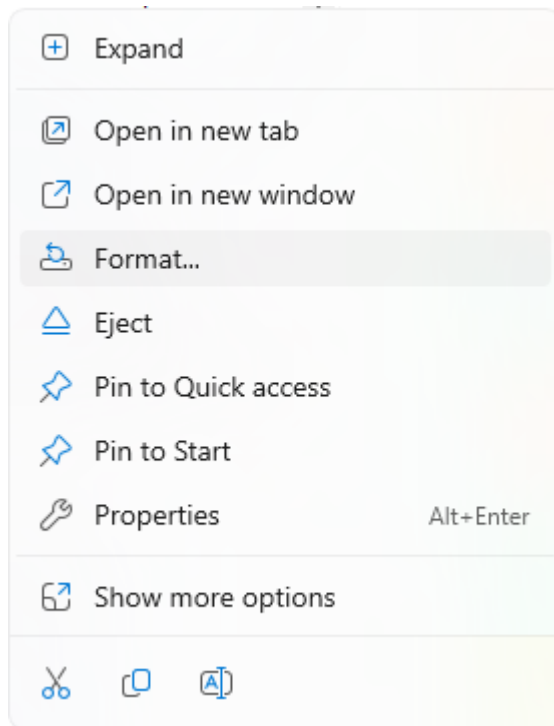 Expand
Open in new tab
Open in new window
Format...
Eject
Pin to Quick access
Pin to Start
Properties Alt+Enter
Show more options
A